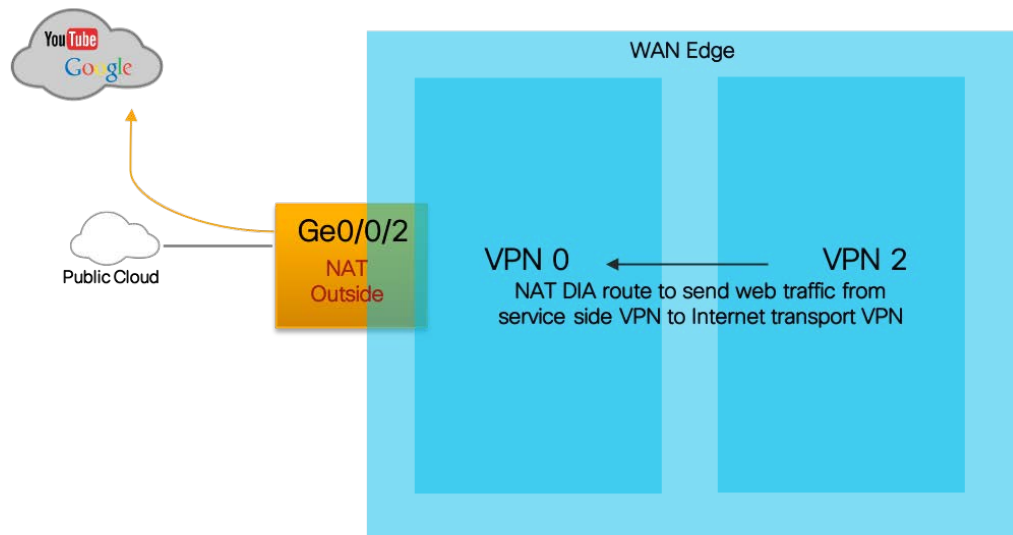 YouTube
Google
WAN Edge
Ge0/0/2
NAT
Outside
Public Cloud
VPN 0
VPN 2
NAT DIA route to send web traffic from
service side VPN to Internet transport VPN